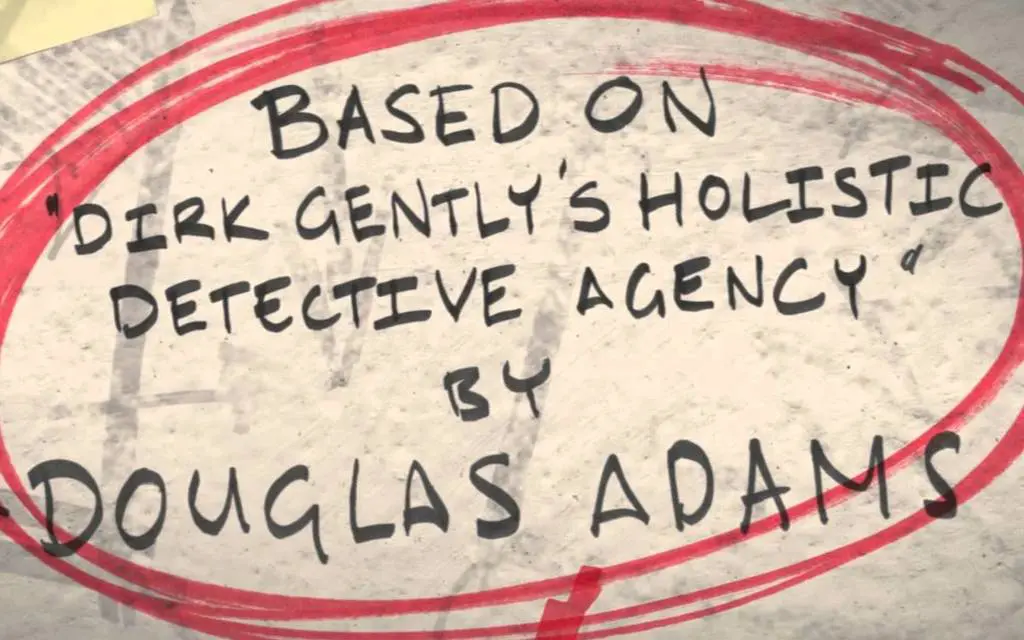 BASED ON
"DIRK GENTLY'S HOLISTIC
DETECTIVE AGENCY"
BY
DOUGLAS ADAMS